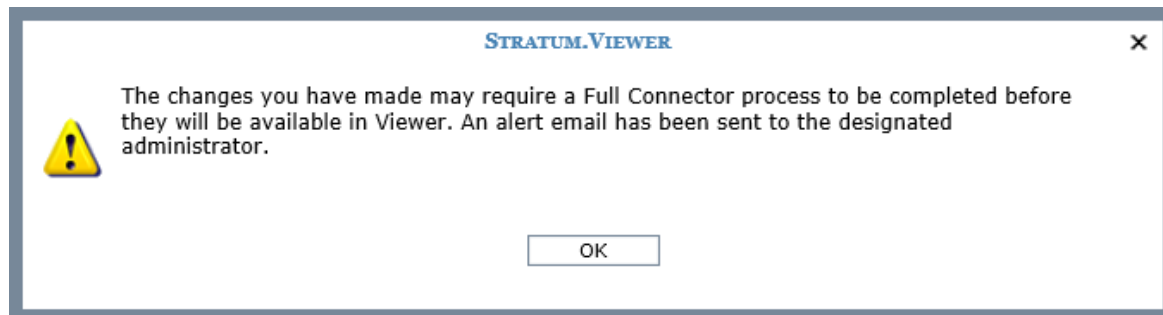 STRATUM.VIEWER
The changes you have made may require a Full Connector process to be completed before
they will be available in Viewer. An alert email has been sent to the designated
administrator.
OK